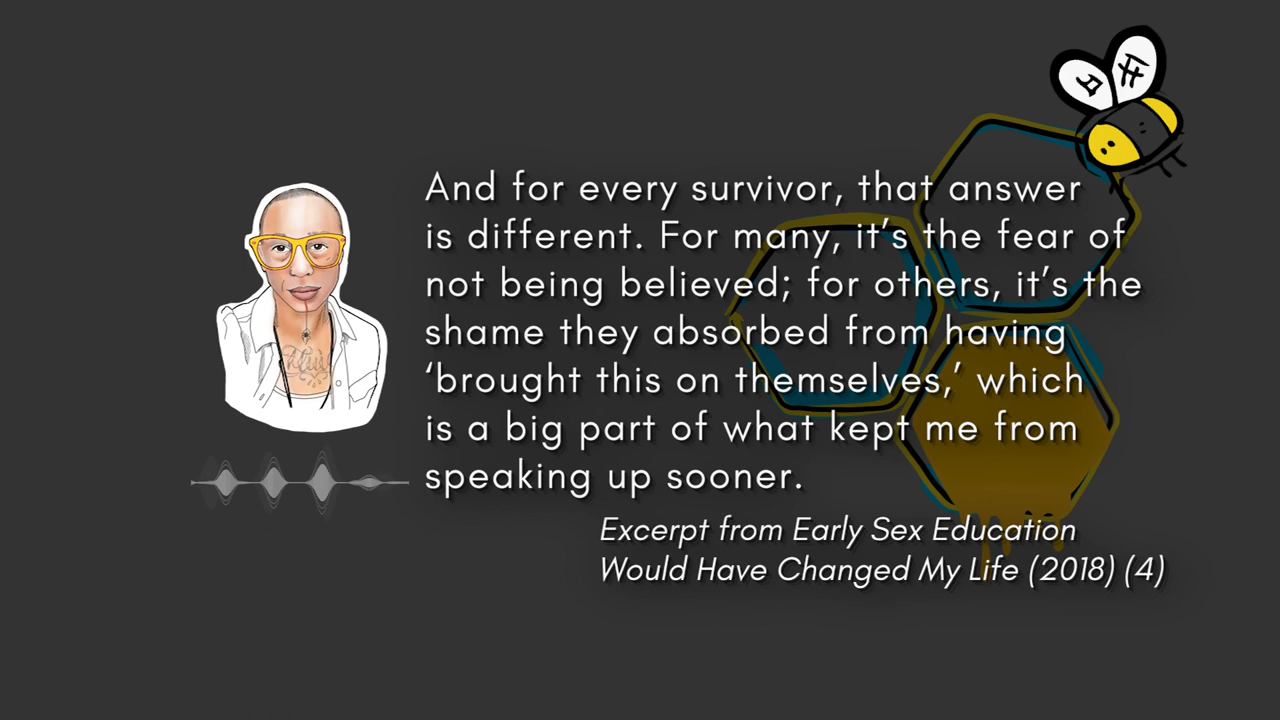 And for every survivor, that answer
is different. For many, it’s the fear of
not being believed; for others, it’s the
shame they absorbed from having
‘brought this on themselves,’ which
is a big part of what kept me from
speaking up sooner.
Excerpt from Early Sex Education
Would Have Changed My Life (2018) (4)